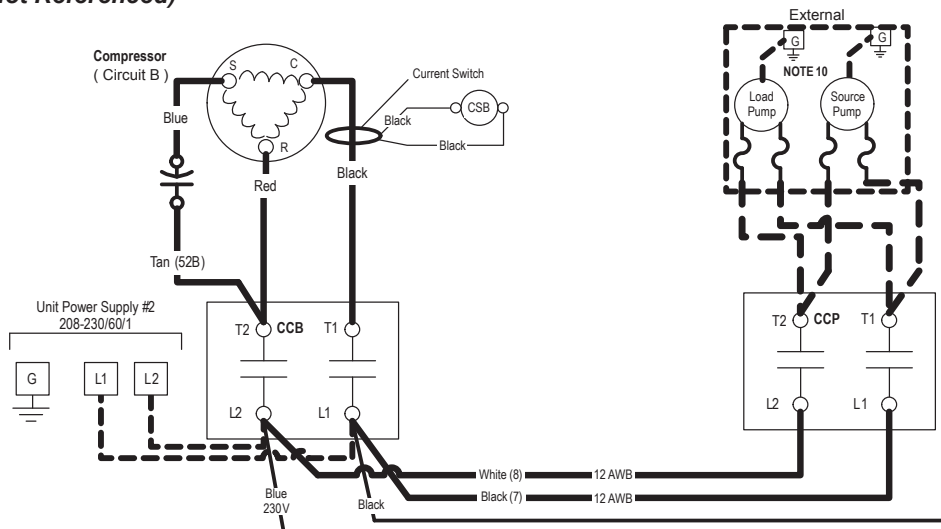 External
Compressor
( Circuit B )
S
C
Current Switch
G
G
NOTE 10
Load
Pump
Source
Pump
CSB
Black
Black
Blue
R
Red
Black
Tan (52B)
Unit Power Supply #2
208-230/60/1
T2
CCB
T1
T2
CCP
T1
G
L1
L2
L2
L1
L2
L1
White (8)
12 AWB
Black (7)
12 AWB
Blue
230V
Black